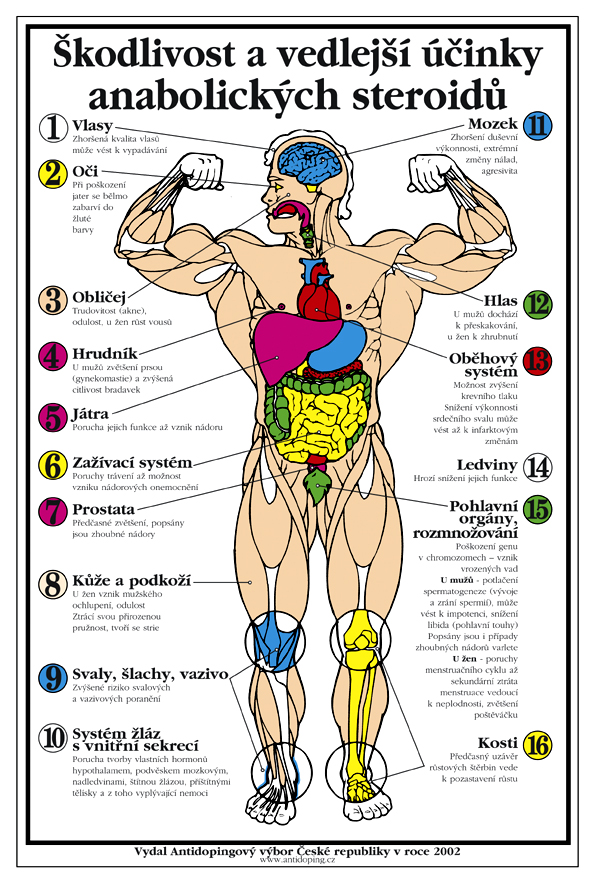 Škodlivost a vedlejší účinky
anabolických steroidů
1 Vlasy
Zhoršená kvalita vlasů
může vést k vypadávání
2 Oči
Při poškození
jater se bělmo
zabarví do
žluté
barvy
3 Obličej
Trudovitost (akne),
odulost, u žen růst vousů
4 Hrudník
U mužů zvětšení prsou
(gynekomastie) a zvýšená
citlivost bradavek
5 Játra
Porucha jejich funkce až vznik nádoru
6 Zažívací systém
Poruchy trávení až možnost
vzniku nádorových onemocnění
7 Prostata
Předčasné zvětšení, popsány
jsou zhoubné nádory
8 Kůže a podkoží
U žen vznik mužského
ochlupení, odulost
Ztrácí svou přirozenou
pružnost, tvoří se strie
9 Svaly, šlachy, vazivo
Zvýšené riziko svalových
a vazivových poranění
10 Systém žláz
s vnitřní sekrecí
Porucha tvorby vlastních hormonů
hypothalamem, podvěskem mozkovým,
nadledvinami, štítnou žlázou, příštítnými
tělísky a z toho vyplývající nemoci
Mozek 11
Zhoršení duševní
výkonnosti, extrémní
změny nálad,
agresivita
Hlas 12
U mužů dochází
k přeskakování,
u žen k zhrubnutí
Oběhový 13
systém
Možnost zvýšení
krevního tlaku
Snížení výkonnosti
srdečního svalu může
vést až k infarktovým
změnám
Ledviny 14
Hrozí snížení jejich funkce
Pohlavní 15
orgány,
rozmnožování
Poškození genu
v chromozomech – vznik
vrozených vad
U mužů - potlačení
spermatogeneze (vývoje
a zrání spermií), může
vést k impotenci, snížení
libida (pohlavní touhy)
Popsány jsou i případy
zhoubných nádorů varlete
U žen - poruchy
menstruačního cyklu až
sekundární ztráta
menstruace vedoucí
k neplodnosti, zvětšení
poštěváčku
Kosti 16
Předčasný uzávěr
růstových štěrbin vede
k pozastavení růstu
Vydal Antidopingový výbor České republiky v roce 2002
www.antidoping.cz